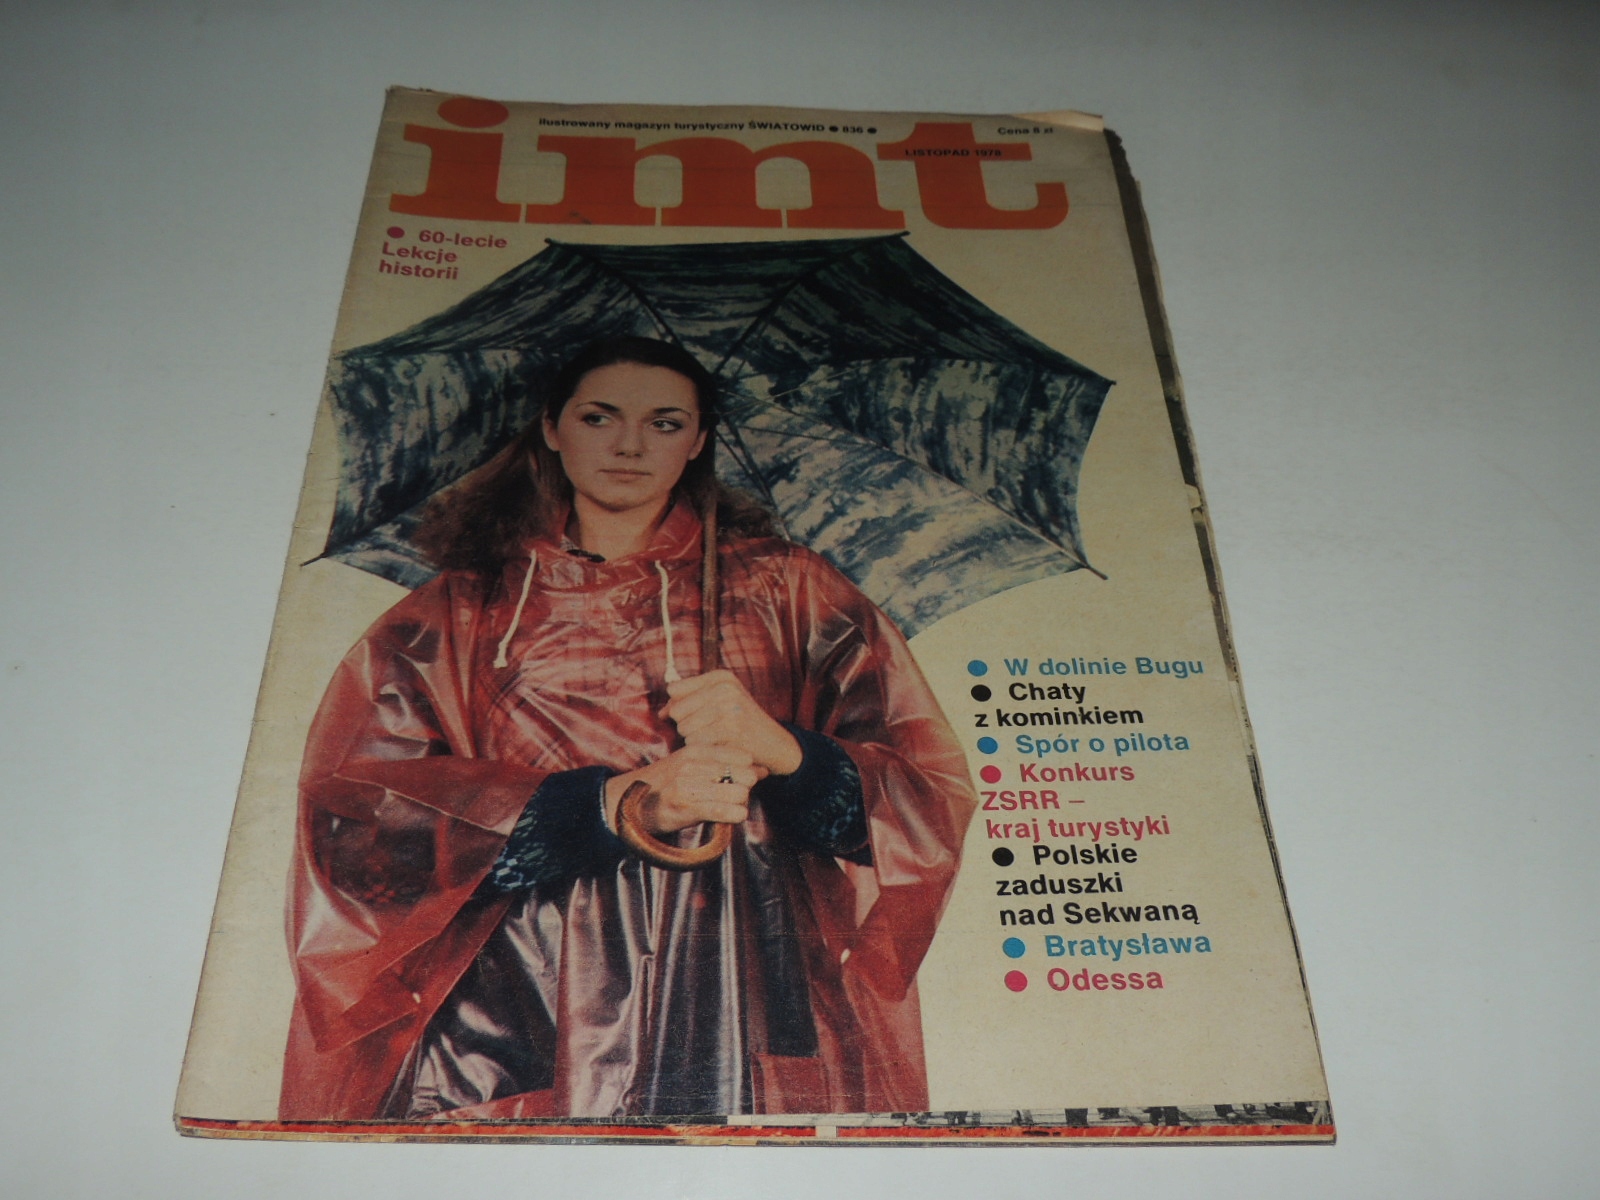 ilustrowany magazyn turystyczny ŚWIATOWID ● 836 ●
Cena 8 zł
LISTOPAD 1978
imt
● 60-lecie
Lekcje
historii
● W dolinie Bugu
● Chaty
z kominkiem
● Spór o pilota
● Konkurs
ZSRR –
kraj turystyki
● Polskie
zaduszki
nad Sekwaną
● Bratysława
● Odessa